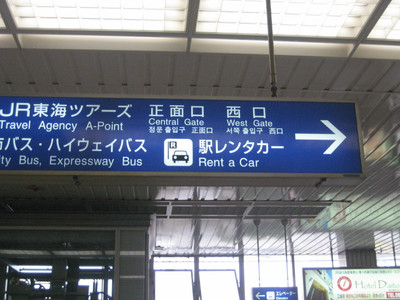 JR東海ツアーズ 正面口 西口
Travel Agency A-Point Central Gate West Gate
정문 출입구 正面口 서쪽 출입구 西口
バス・ハイウェイバス R 駅レンタカー
Bus, Expressway Bus Rent a Car
Hotel